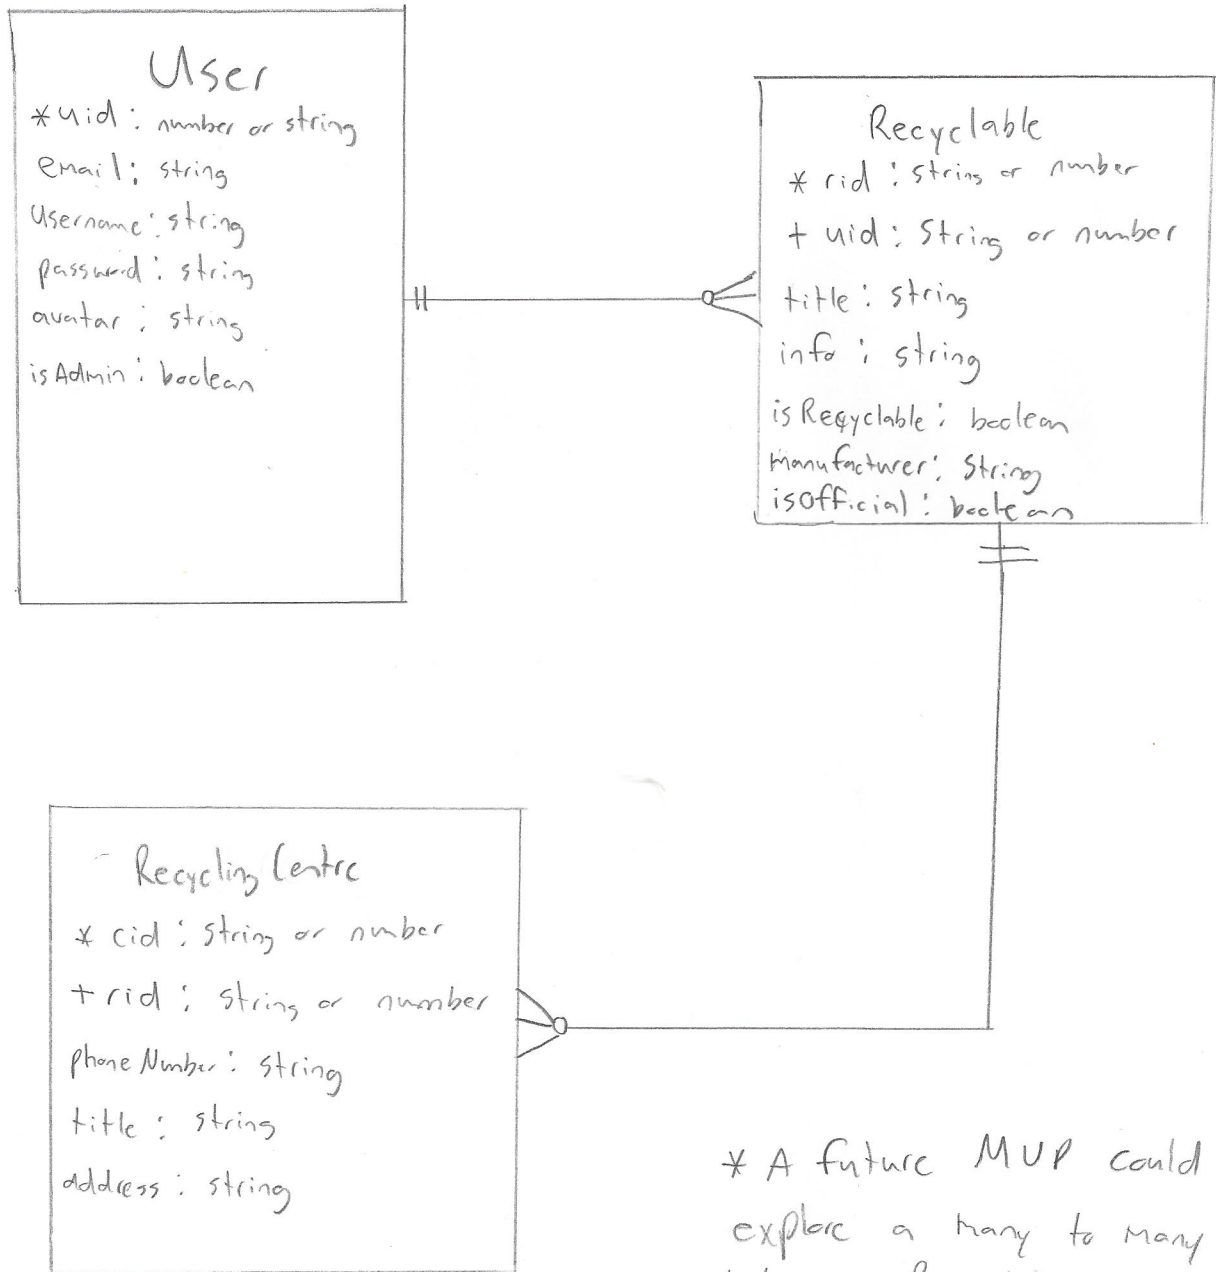 User
*uid : number or string
email : string
Username : string
password : string
avatar : string
isAdmin : boolean
Recyclable
* rid : String or number
+ uid : String or number
title : string
info : string
isRecyclable : boolean
manufacturer : String
isOfficial : boolean
Recycling Centre
* cid : String or number
+ rid : string or number
phoneNumber : string
title : string
address : string
* A future MVP could
explore a many to many